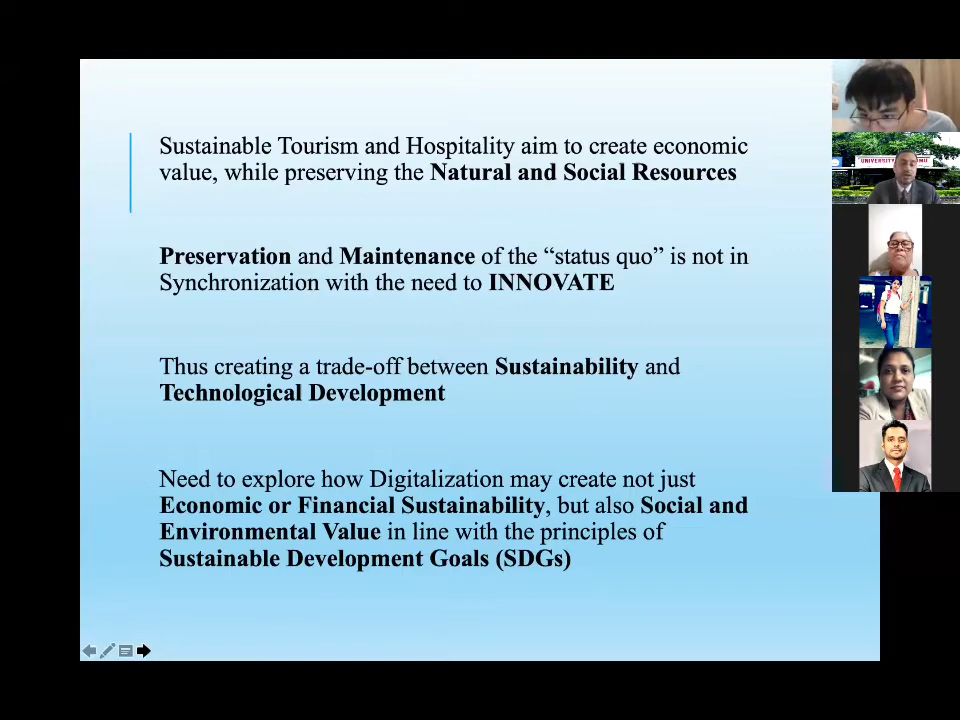 Sustainable Tourism and Hospitality aim to create economic
value, while preserving the Natural and Social Resources
Preservation and Maintenance of the “status quo” is not in
Synchronization with the need to INNOVATE
Thus creating a trade-off between Sustainability and
Technological Development
Need to explore how Digitalization may create not just
Economic or Financial Sustainability, but also Social and
Environmental Value in line with the principles of
Sustainable Development Goals (SDGs)
UNIVERSITY